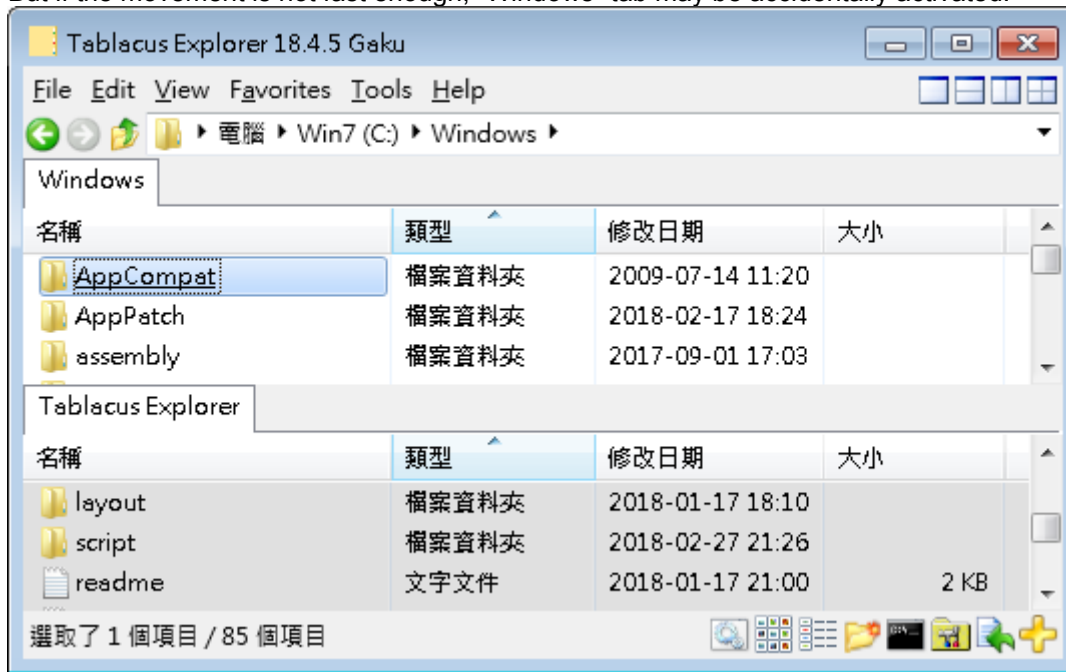 But if the movement is not fast enough, "Windows" tab may be accidentally activated.
Tablacus Explorer 18.4.5 Gaku
File Edit View Favorites Tools Help
電腦 Win7 (C:) Windows
Windows
名稱 類型 修改日期 大小
AppCompat 檔案資料夾 2009-07-14 11:20
AppPatch 檔案資料夾 2018-02-17 18:24
assembly 檔案資料夾 2017-09-01 17:03
Tablacus Explorer
名稱 類型 修改日期 大小
layout 檔案資料夾 2018-01-17 18:10
script 檔案資料夾 2018-02-27 21:26
readme 文字文件 2018-01-17 21:00 2 KB
選取了 1 個項目 / 85 個項目